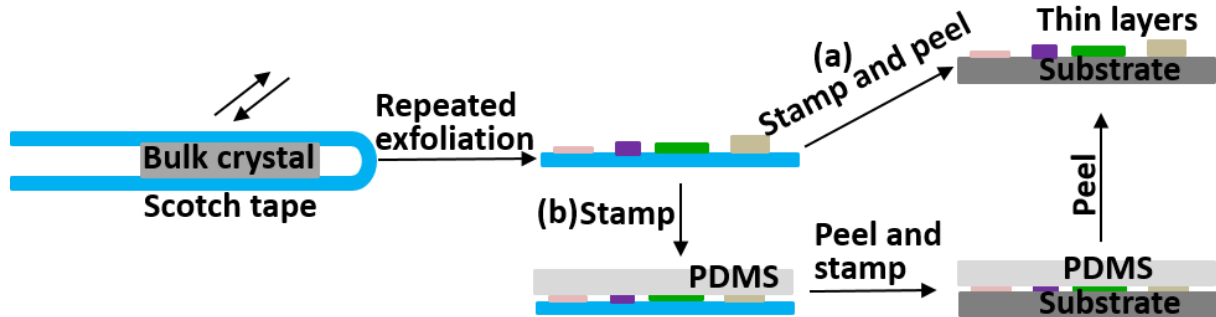 Thin layers
(a)
Stamp and peel
Substrate
Repeated
exfoliation
Bulk crystal
Scotch tape
(b) Stamp
Peel and
stamp
Peel
PDMS
PDMS
Substrate